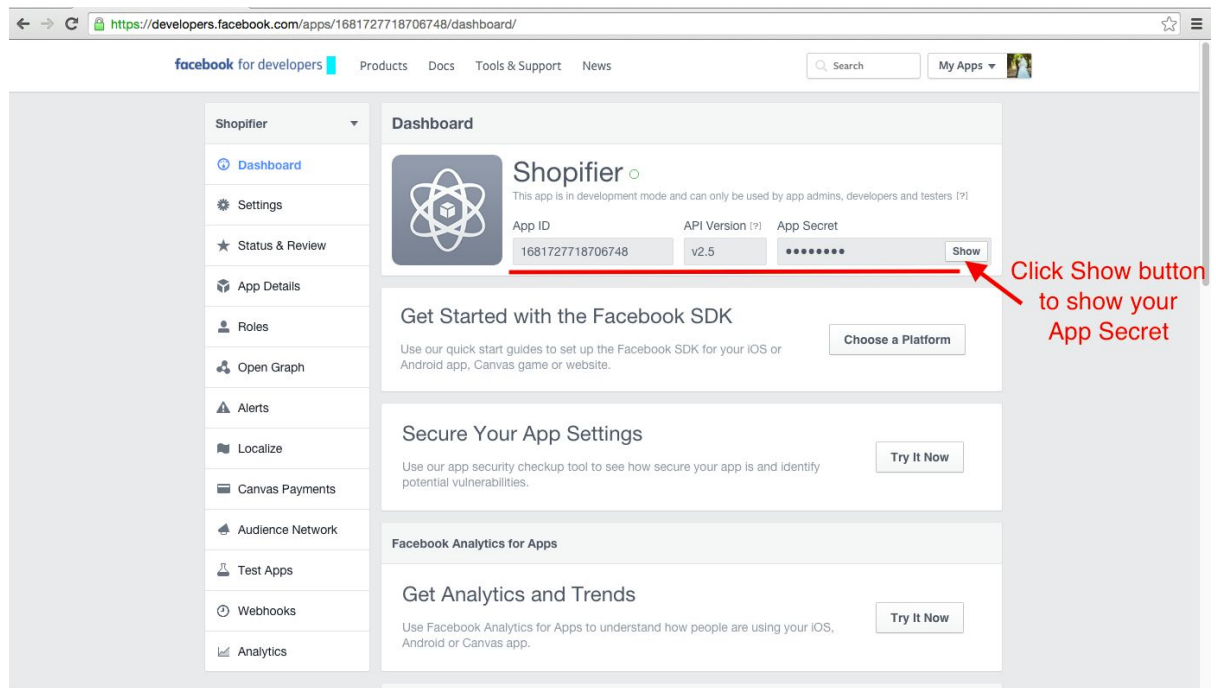 https://developers.facebook.com/apps/1681727718706748/dashboard/
facebook for developers Products Docs Tools & Support News Search My Apps
Shopifier
Dashboard
Settings
Status & Review
App Details
Roles
Open Graph
Alerts
Localize
Canvas Payments
Audience Network
Test Apps
Webhooks
Analytics
Dashboard
Shopifier
This app is in development mode and can only be used by app admins, developers and testers [?]
App ID API Version [?] App Secret
1681727718706748 v2.5 •••••••• Show
Click Show button
to show your
App Secret
Get Started with the Facebook SDK
Use our quick start guides to set up the Facebook SDK for your iOS or
Android app, Canvas game or website.
Choose a Platform
Secure Your App Settings
Use our app security checkup tool to see how secure your app is and identify
potential vulnerabilities.
Try It Now
Facebook Analytics for Apps
Get Analytics and Trends
Use Facebook Analytics for Apps to understand how people are using your iOS,
Android or Canvas app.
Try It Now